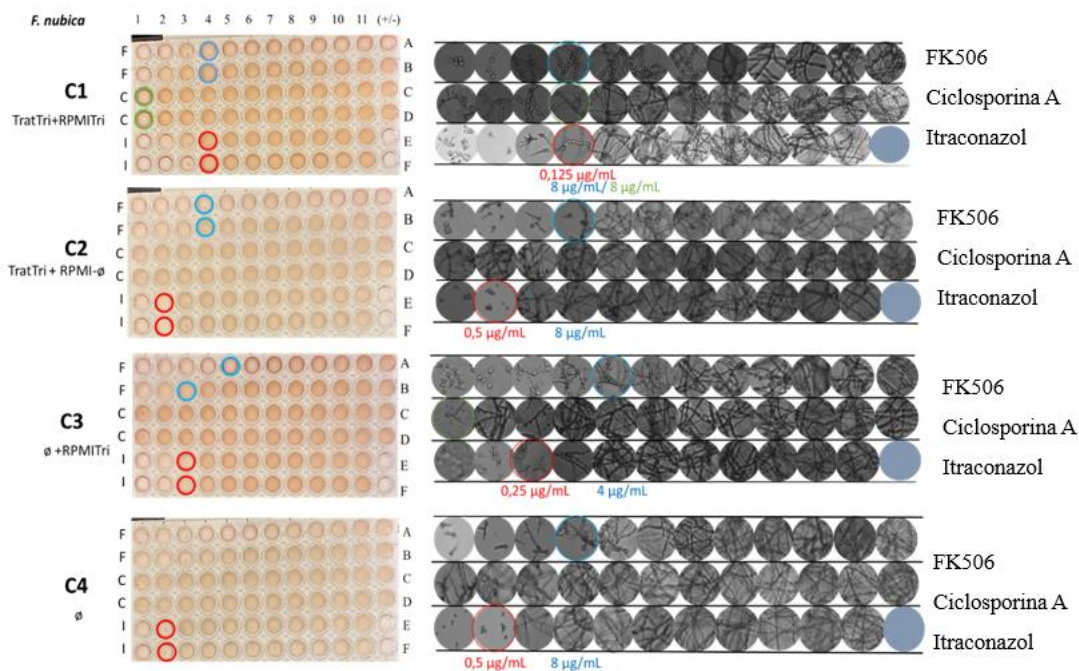 F. nubica 1 2 3 4 5 6 7 8 9 10 11 (+/-)
C1
TratTri+RPMITri
F A
F B
C C
C D
I E
I F
FK506
Ciclosporina A
Itraconazol
0,125 µg/mL
8 µg/mL/ 8 µg/mL
C2
TratTri + RPMI-ø
F A
F B
C C
C D
I E
I F
FK506
Ciclosporina A
Itraconazol
0,5 µg/mL 8 µg/mL
C3
ø +RPMITri
F A
F B
C C
C D
I E
I F
FK506
Ciclosporina A
Itraconazol
0,25 µg/mL 4 µg/mL
C4
ø
F A
F B
C C
C D
I E
I F
FK506
Ciclosporina A
Itraconazol
0,5 µg/mL 8 µg/mL